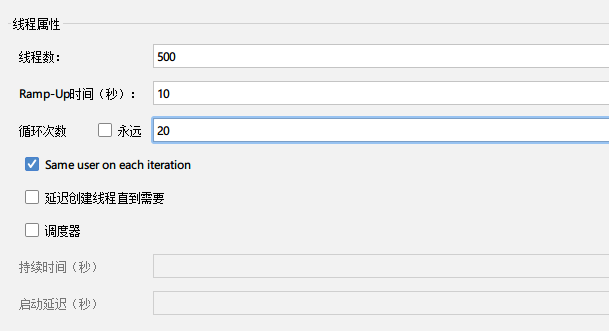 线程属性
线程数： 500
Ramp-Up时间（秒）： 10
循环次数 永远 20
Same user on each iteration
延迟创建线程直到需要
调度器
持续时间（秒）
启动延迟（秒）